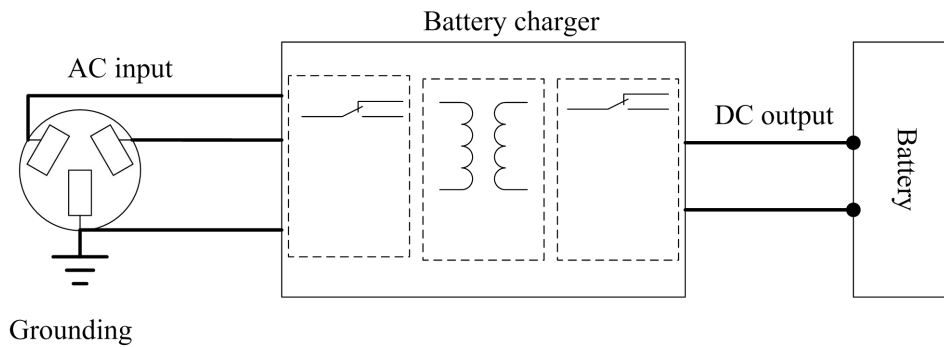 Battery charger
AC input
DC output
Battery
Grounding